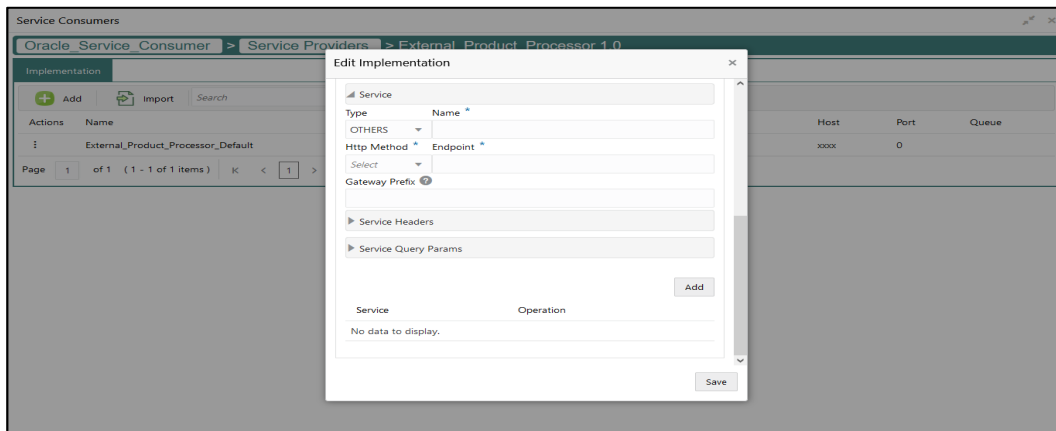 Service Consumers
Oracle_Service_Consumer > Service Providers > External_Product_Processor 1.0
Implementation
Add Import Search
Actions Name Host Port Queue
External_Product_Processor_Default xxxx 0
Page 1 of 1 (1 - 1 of 1 items) 1
Edit Implementation
Service
Type Name *
OTHERS
Http Method * Endpoint *
Select
Gateway Prefix ?
Service Headers
Service Query Params
Add
Service Operation
No data to display.
Save